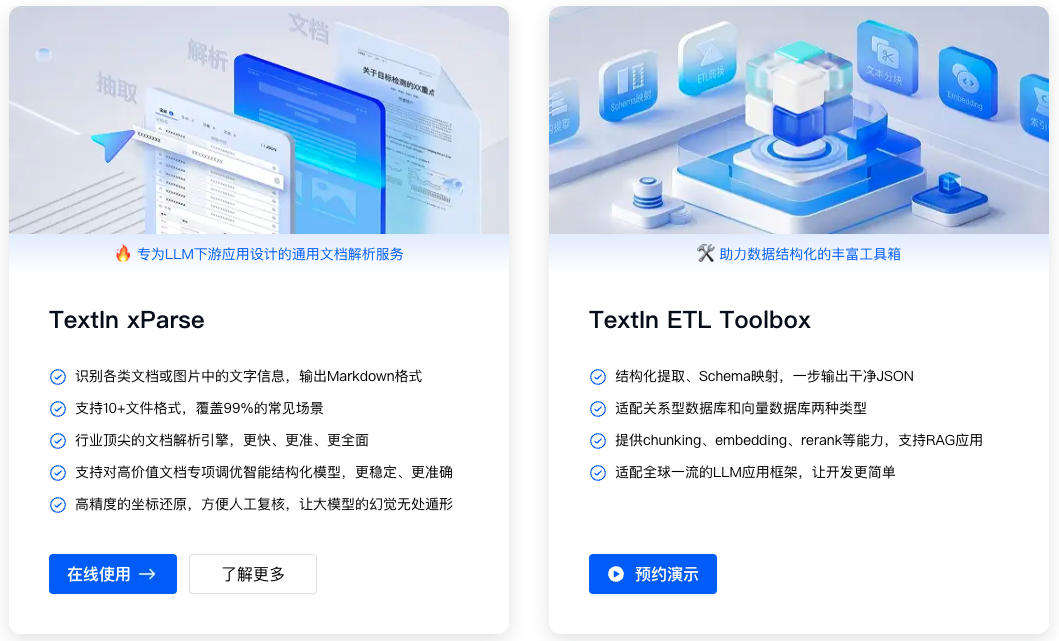 文档
解析
抽取
关于目标检测的XX重点
JSON
🔥 专为LLM下游应用设计的通用文档解析服务
TextIn xParse
识别各类文档或图片中的文字信息，输出Markdown格式
支持10+文件格式，覆盖99%的常见场景
行业顶尖的文档解析引擎，更快、更准、更全面
支持对高价值文档专项调优智能结构化模型，更稳定、更准确
高精度的坐标还原，方便人工复核，让大模型的幻觉无处遁形
在线使用 →
了解更多
ETL转换
Schema映射
文本分块
Embedding
索引
🛠 助力数据结构化的丰富工具箱
TextIn ETL Toolbox
结构化提取、Schema映射，一步输出干净JSON
适配关系型数据库和向量数据库两种类型
提供chunking、embedding、rerank等能力，支持RAG应用
适配全球一流的LLM应用框架，让开发更简单
预约演示